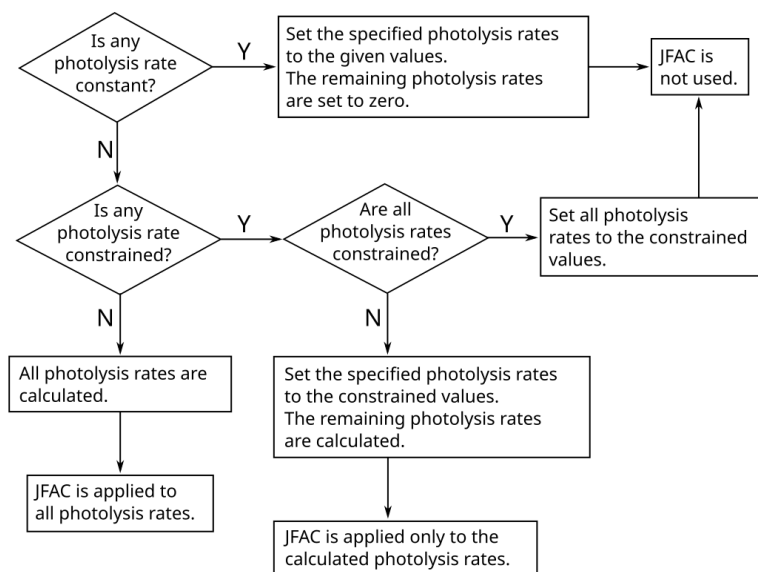 Is any
photolysis rate
constant?
Y
Set the specified photolysis rates
to the given values.
The remaining photolysis rates
are set to zero.
JFAC is
not used.
N
Is any
photolysis rate
constrained?
Y
Are all
photolysis rates
constrained?
Y
Set all photolysis
rates to the constrained
values.
N
N
All photolysis rates are
calculated.
Set the specified photolysis rates
to the constrained values.
The remaining photolysis rates
are calculated.
JFAC is applied to
all photolysis rates.
JFAC is applied only to the
calculated photolysis rates.